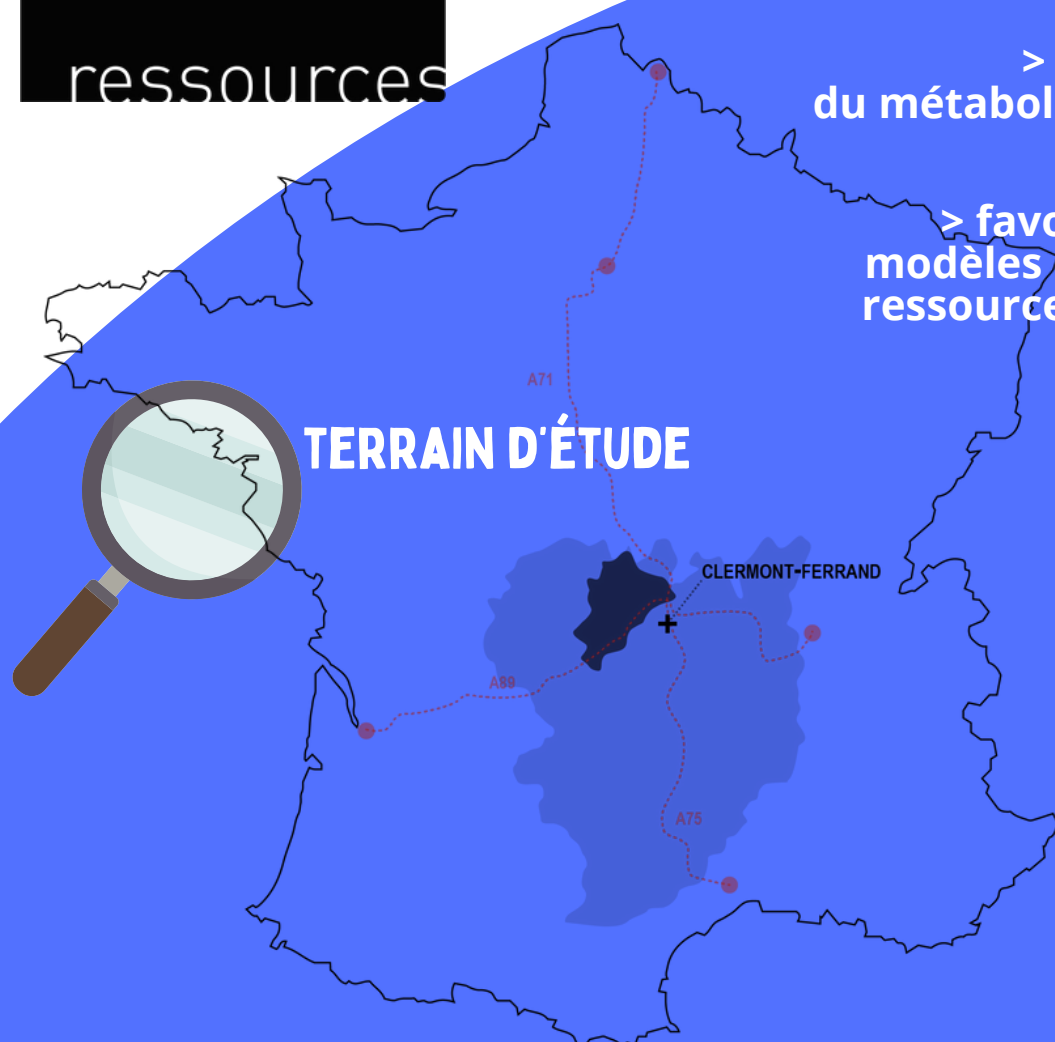 ressources
>
du métabol
> favo
modèles
ressource
A71
TERRAIN D'ÉTUDE
CLERMONT-FERRAND
A89
A75